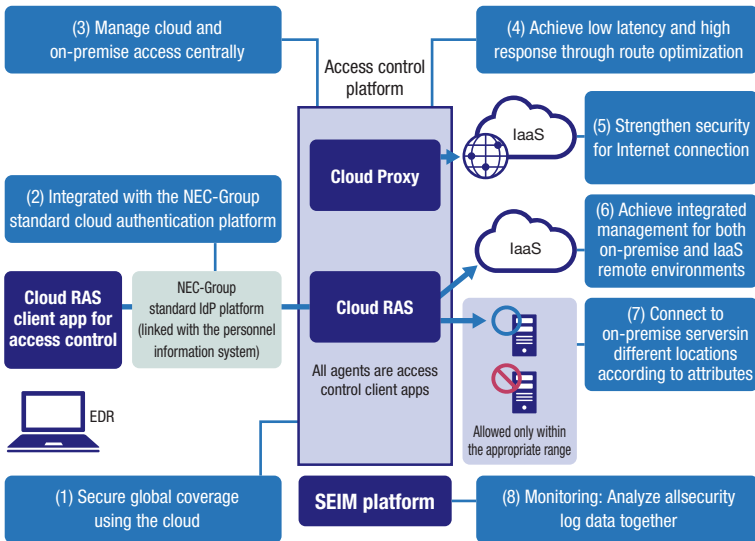 (3) Manage cloud and
on-premise access centrally
(4) Achieve low latency and high
response through route optimization
Access control
platform
IaaS
(5) Strengthen security
for Internet connection
Cloud Proxy
(2) Integrated with the NEC-Group
standard cloud authentication platform
(6) Achieve integrated
management for both
on-premise and IaaS
remote environments
IaaS
Cloud RAS
client app for
access control
NEC-Group
standard IdP platform
(linked with the personnel
information system)
Cloud RAS
(7) Connect to
on-premise serversin
different locations
according to attributes
All agents are access
control client apps
EDR
Allowed only within
the appropriate range
(1) Secure global coverage
using the cloud
SEIM platform
(8) Monitoring: Analyze allsecurity
log data together